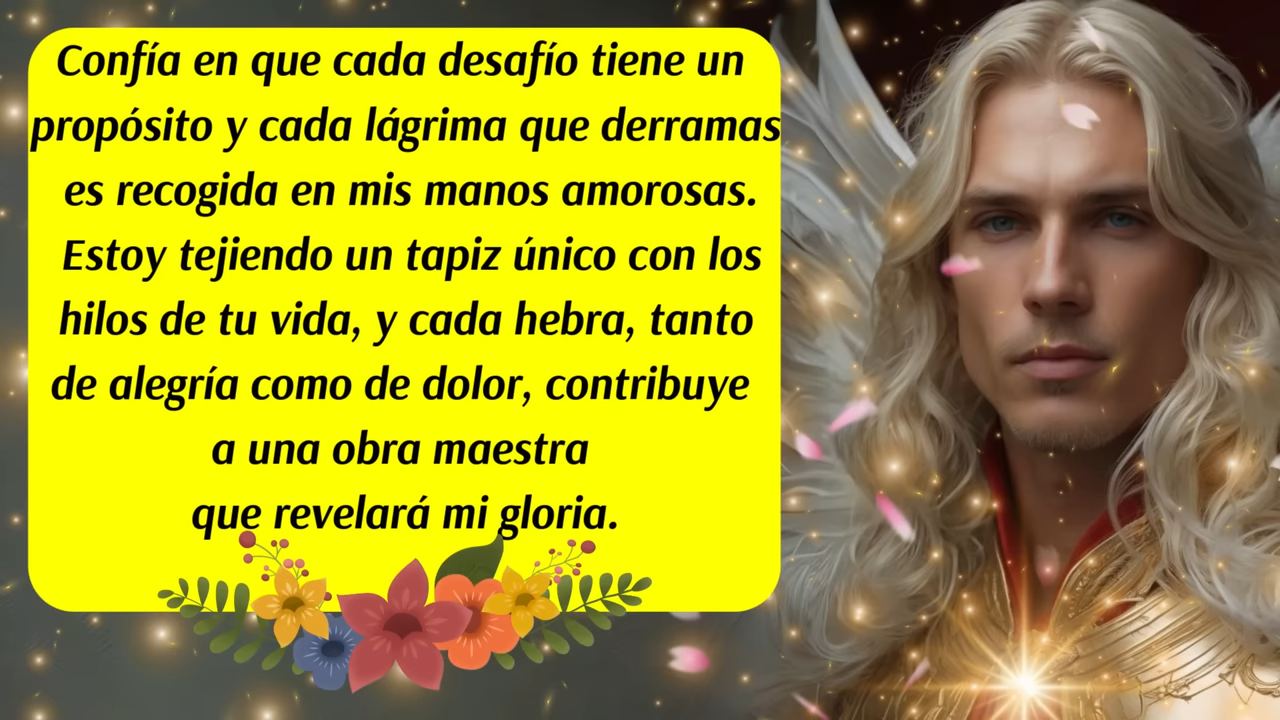 Confía en que cada desafío tiene un
propósito y cada lágrima que derramas
es recogida en mis manos amorosas.
Estoy tejiendo un tapiz único con los
hilos de tu vida, y cada hebra, tanto
de alegría como de dolor, contribuye
a una obra maestra
que revelará mi gloria.